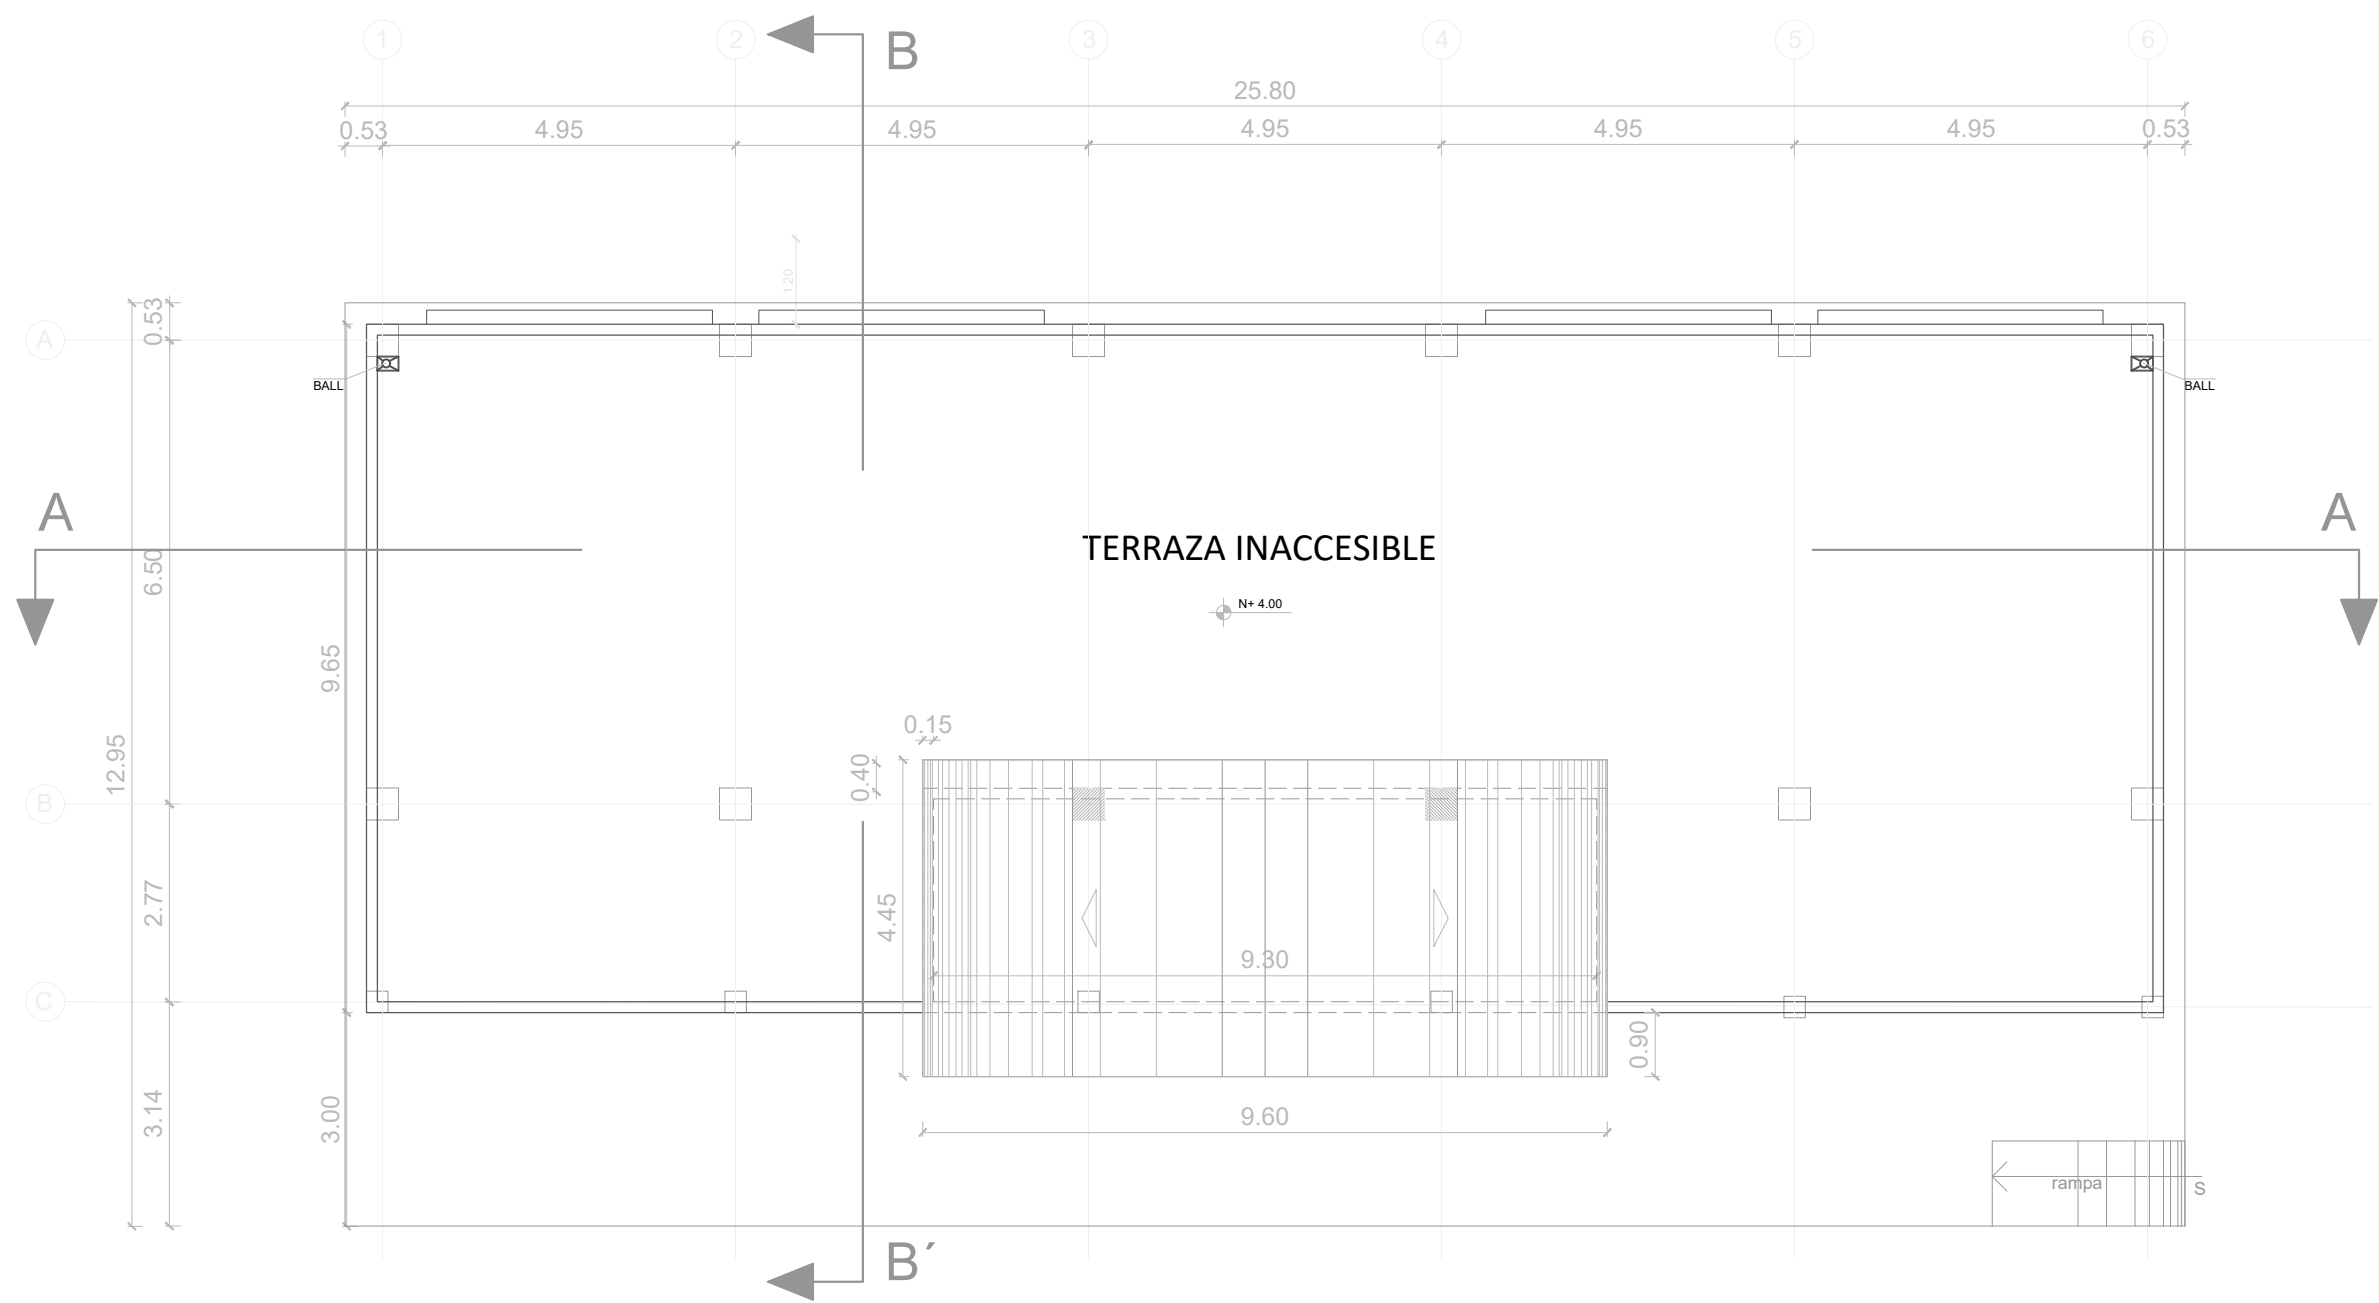 1 2 3 4 5 6
B
25.80
0.53 4.95 4.95 4.95 4.95 4.95 0.53
1.20
0.53
A
BALL BALL
A A
TERRAZA INACCESIBLE
6.50
N+ 4.00
9.65
0.15
12.95
0.40
B
2.77
4.45
9.30
C
0.90
3.14
3.00
9.60
rampa
S
B´